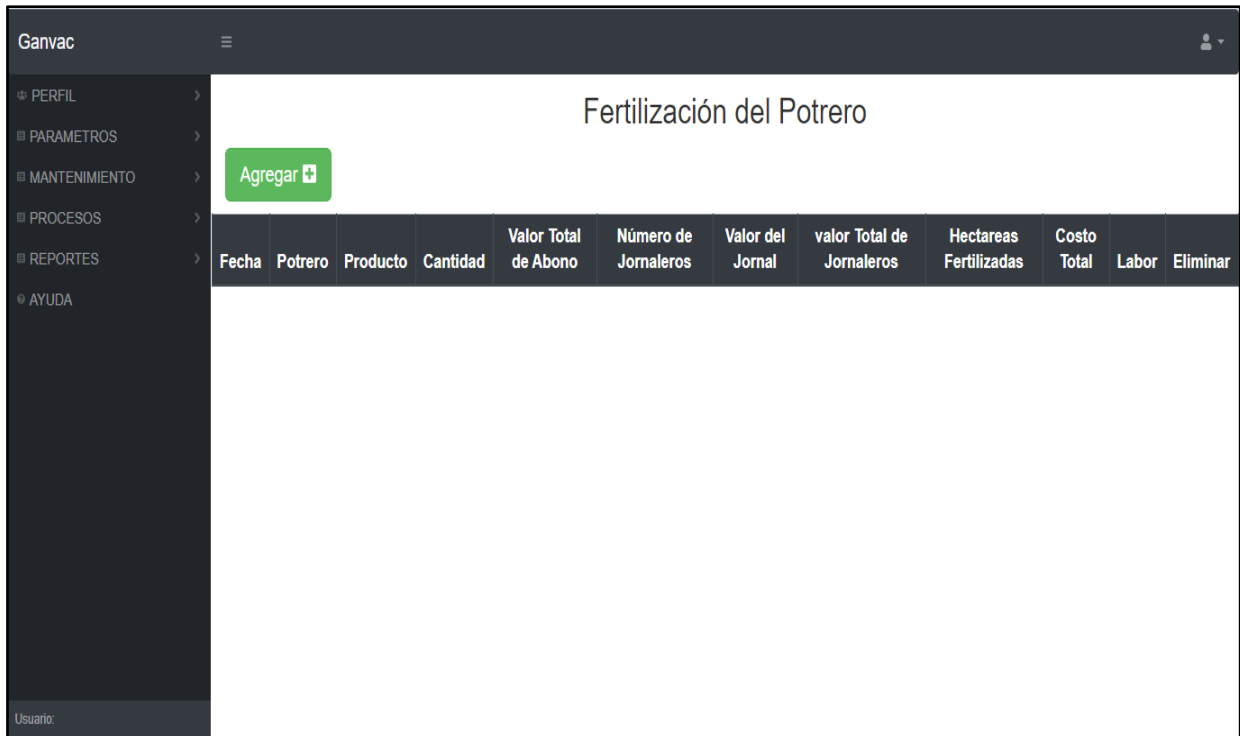 Ganvac
PERFIL
PARAMETROS
MANTENIMIENTO
PROCESOS
REPORTES
AYUDA
Usuario:
Fertilización del Potrero
Agregar
Fecha Potrero Producto Cantidad Valor Total de Abono Número de Jornaleros Valor del Jornal valor Total de Jornaleros Hectareas Fertilizadas Costo Total Labor Eliminar